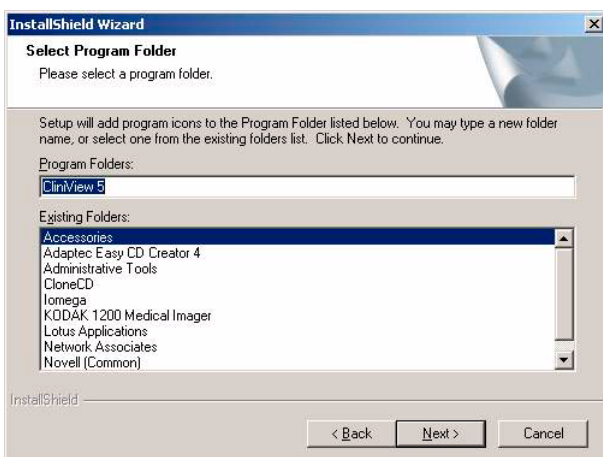 InstallShield Wizard
Select Program Folder
Please select a program folder.
Setup will add program icons to the Program Folder listed below. You may type a new folder
name, or select one from the existing folders list. Click Next to continue.
Program Folders:
CliniView 5
Existing Folders:
Accessories
Adaptec Easy CD Creator 4
Administrative Tools
CloneCD
Iomega
KODAK 1200 Medical Imager
Lotus Applications
Network Associates
Novell (Common)
InstallShield
< Back Next > Cancel